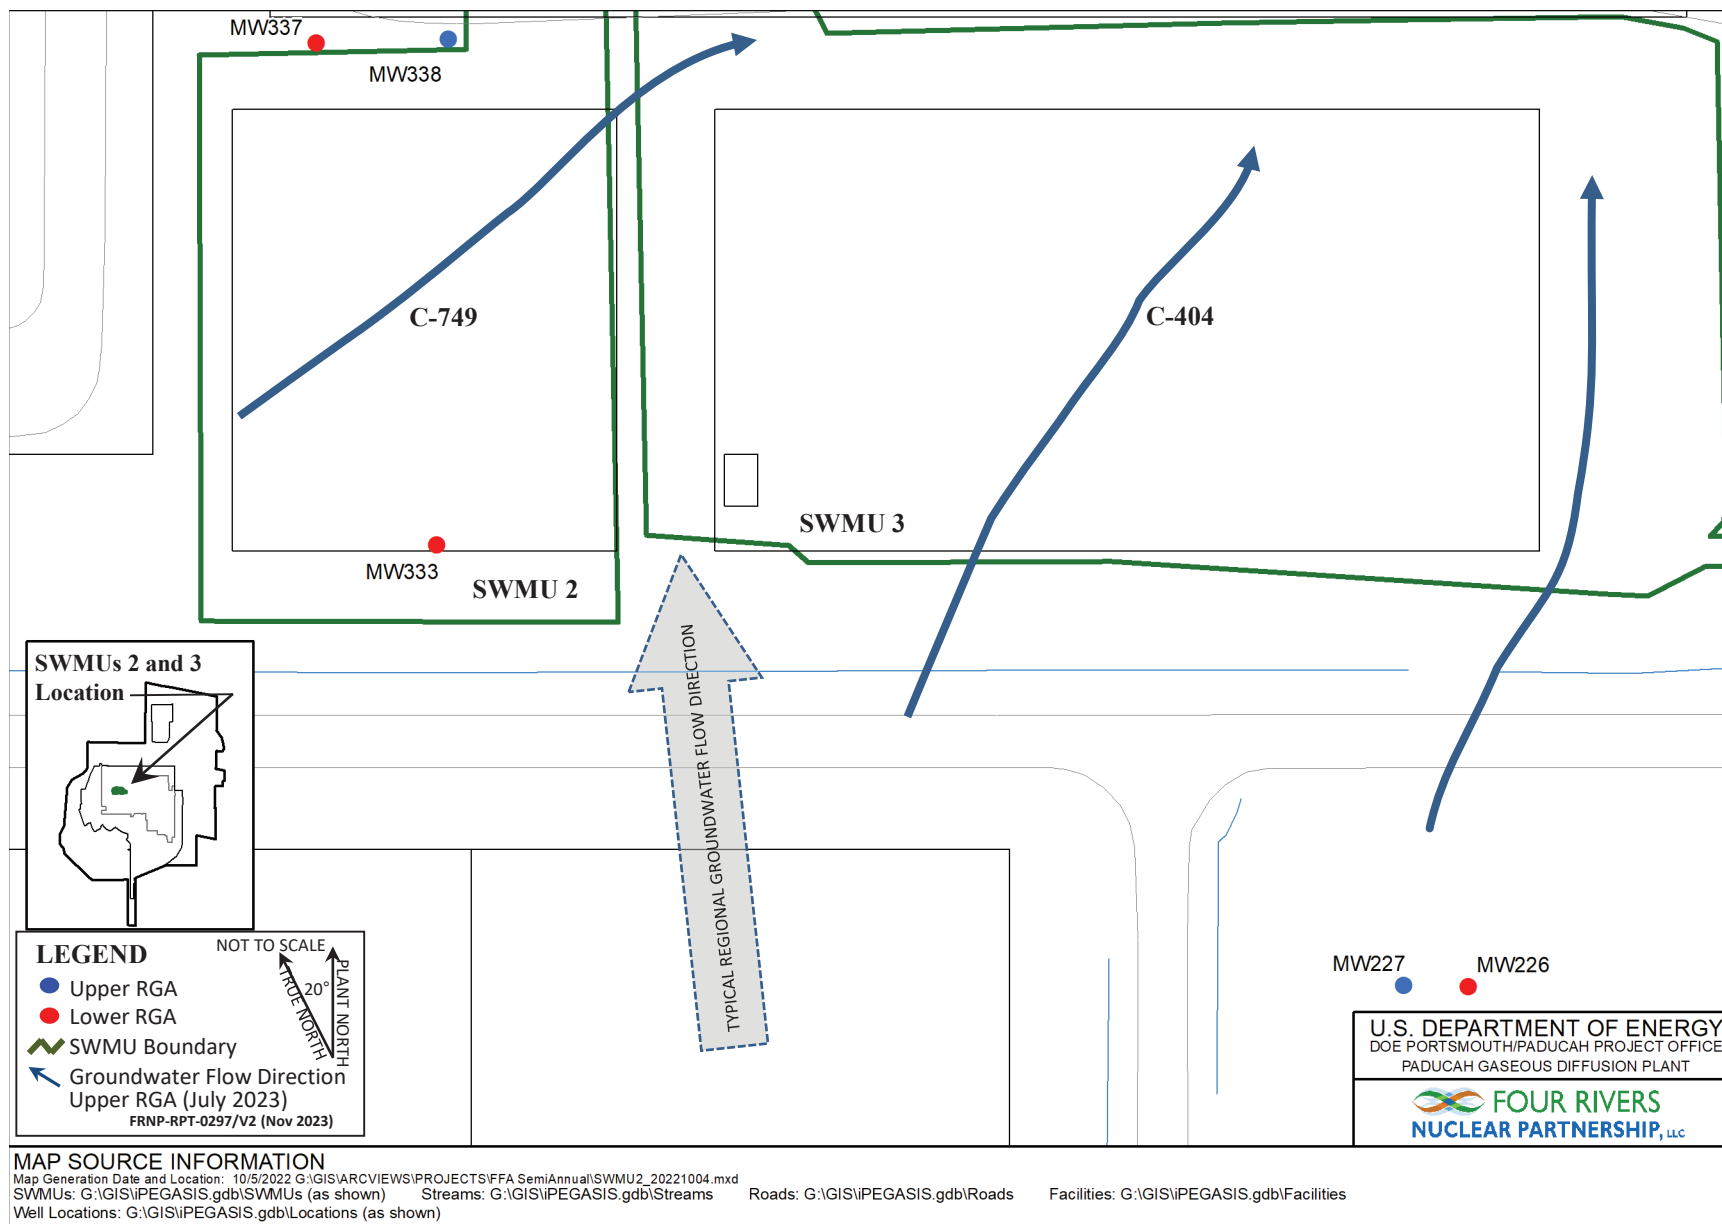 MW337
MW338
C-749
C-404
SWMU 3
MW333
SWMU 2
TYPICAL REGIONAL GROUNDWATER FLOW DIRECTION
SWMUs 2 and 3
Location
LEGEND
NOT TO SCALE
Upper RGA
Lower RGA
SWMU Boundary
Groundwater Flow Direction
Upper RGA (July 2023)
FRNP-RPT-0297/V2 (Nov 2023)
TRUE NORTH
20°
PLANT NORTH
MW227
MW226
U.S. DEPARTMENT OF ENERGY
DOE PORTSMOUTH/PADUCAH PROJECT OFFICE
PADUCAH GASEOUS DIFFUSION PLANT
FOUR RIVERS
NUCLEAR PARTNERSHIP, LLC
MAP SOURCE INFORMATION
Map Generation Date and Location: 10/5/2022 G:\GIS\ARCVIEWS\PROJECTS\FFA SemiAnnual\SWMU2_20221004.mxd
SWMUs: G:\GIS\iPEGASIS.gdb\SWMUs (as shown) Streams: G:\GIS\iPEGASIS.gdb\Streams Roads: G:\GIS\iPEGASIS.gdb\Roads Facilities: G:\GIS\iPEGASIS.gdb\Facilities
Well Locations: G:\GIS\iPEGASIS.gdb\Locations (as shown)